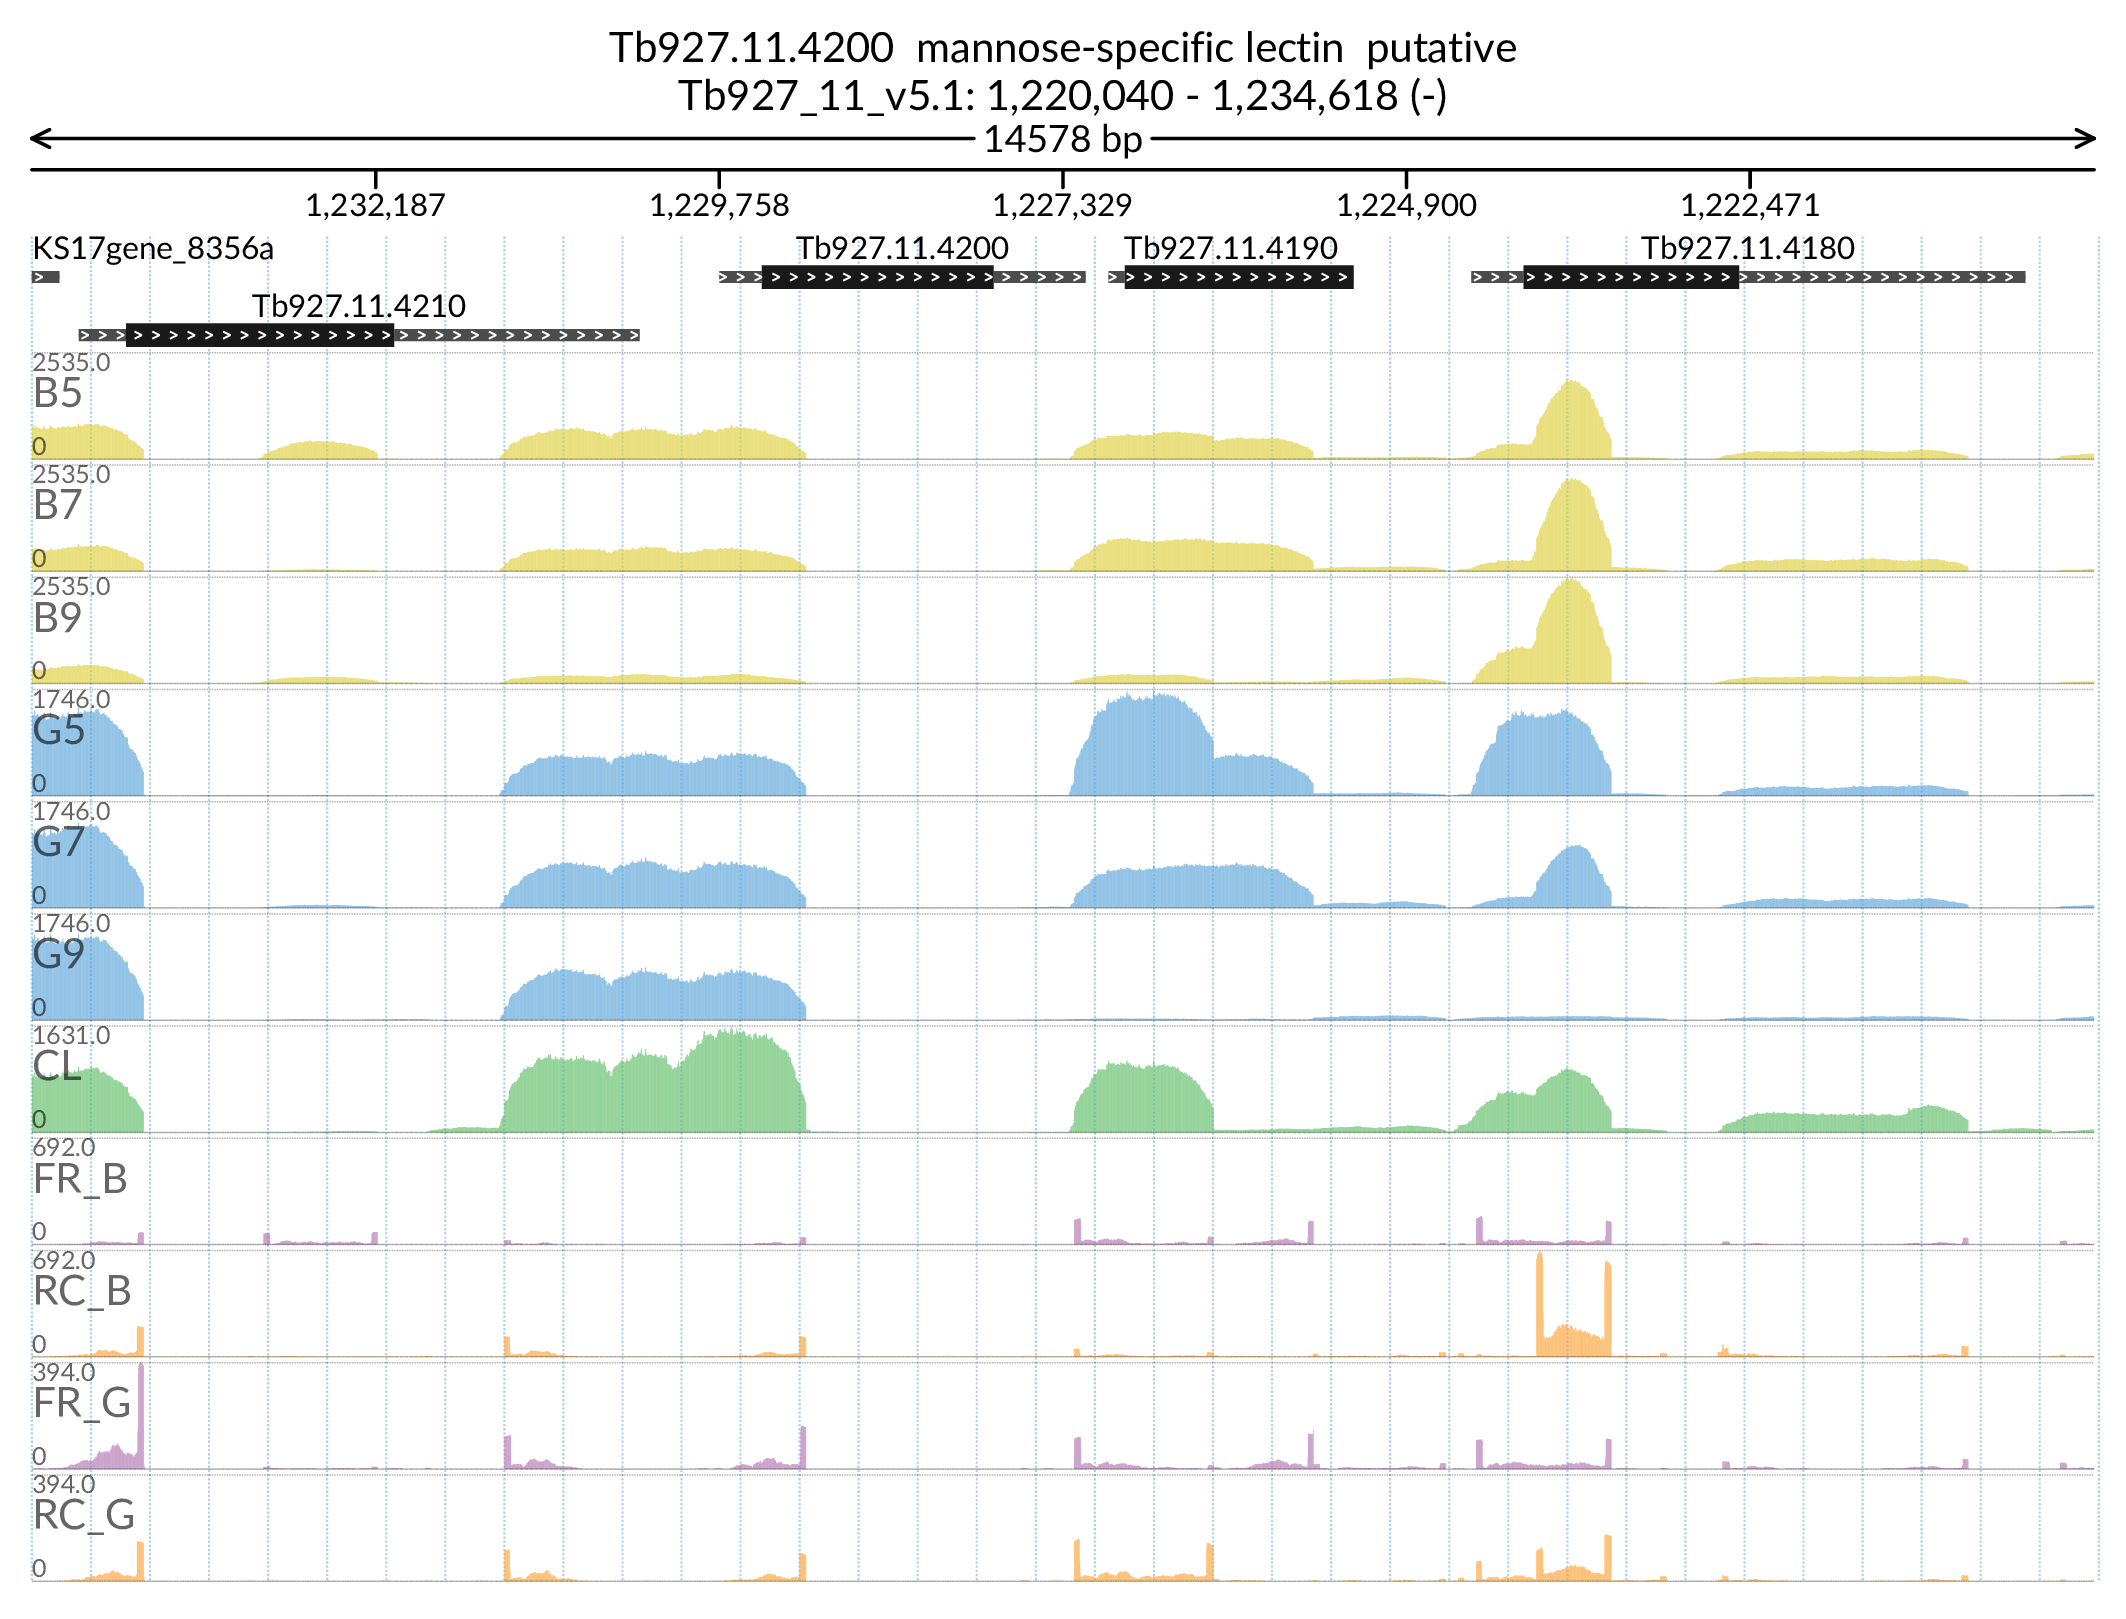 Tb927.11.4200  mannose-specific lectin  putative
Tb927_11_v5.1: 1,220,040 - 1,234,618 (-)
14578 bp
1,232,187 1,229,758 1,227,329 1,224,900 1,222,471
KS17gene_8356a Tb927.11.4200 Tb927.11.4190 Tb927.11.4180
Tb927.11.4210
2535.0
B5
0
2535.0
B7
0
2535.0
B9
0
1746.0
G5
0
1746.0
G7
0
1746.0
G9
0
1631.0
CL
0
692.0
FR_B
0
692.0
RC_B
0
394.0
FR_G
0
394.0
RC_G
0